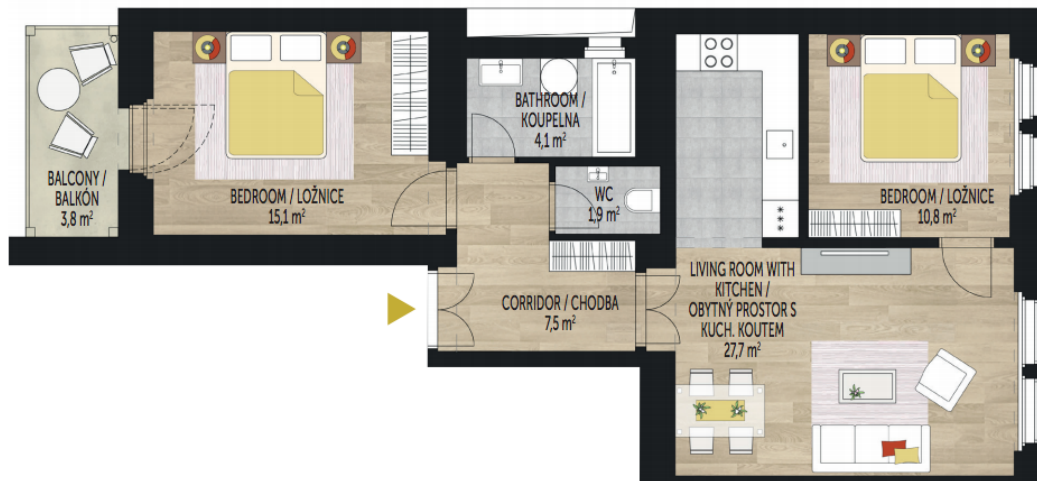 BALCONY /
BALKÓN
3,8 m²
BEDROOM / LOŽNICE
15,1 m²
BATHROOM /
KOUPELNA
4,1 m²
WC
1,9 m²
CORRIDOR / CHODBA
7,5 m²
LIVING ROOM WITH
KITCHEN /
OBYTNÝ PROSTOR S
KUCH. KOUTEM
27,7 m²
BEDROOM / LOŽNICE
10,8 m²